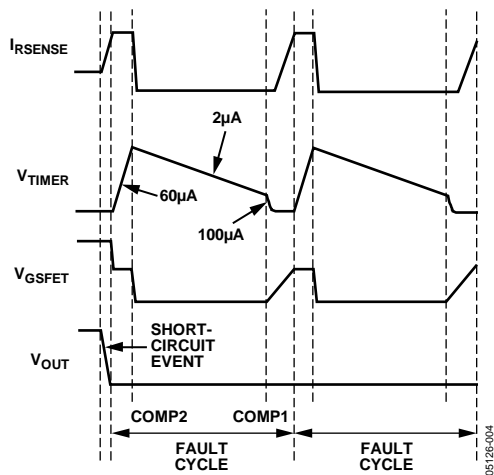 IRSENSE
2µA
VTIMER
60µA
100µA
VGSFET
SHORT-
CIRCUIT
EVENT
VOUT
COMP2
COMP1
FAULT
CYCLE
FAULT
CYCLE
05126-004